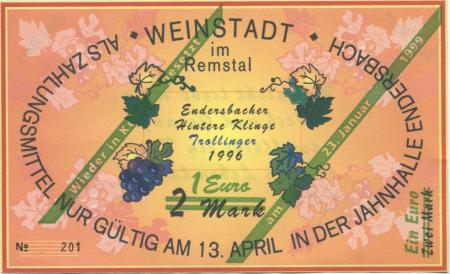 WEINSTADT
im
Remstal
ALS ZAHLUNGSMITTEL NUR GÜLTIG AM 13. APRIL IN DER JAHNHALLE ENDERSBACH
Wieder in K
esetzt
am 23. Januar 1999
Endersbacher
Hintere Klinge
Trollinger
1996
1 Euro
2 Mark
Ein Euro
Zwei Mark
№ 201